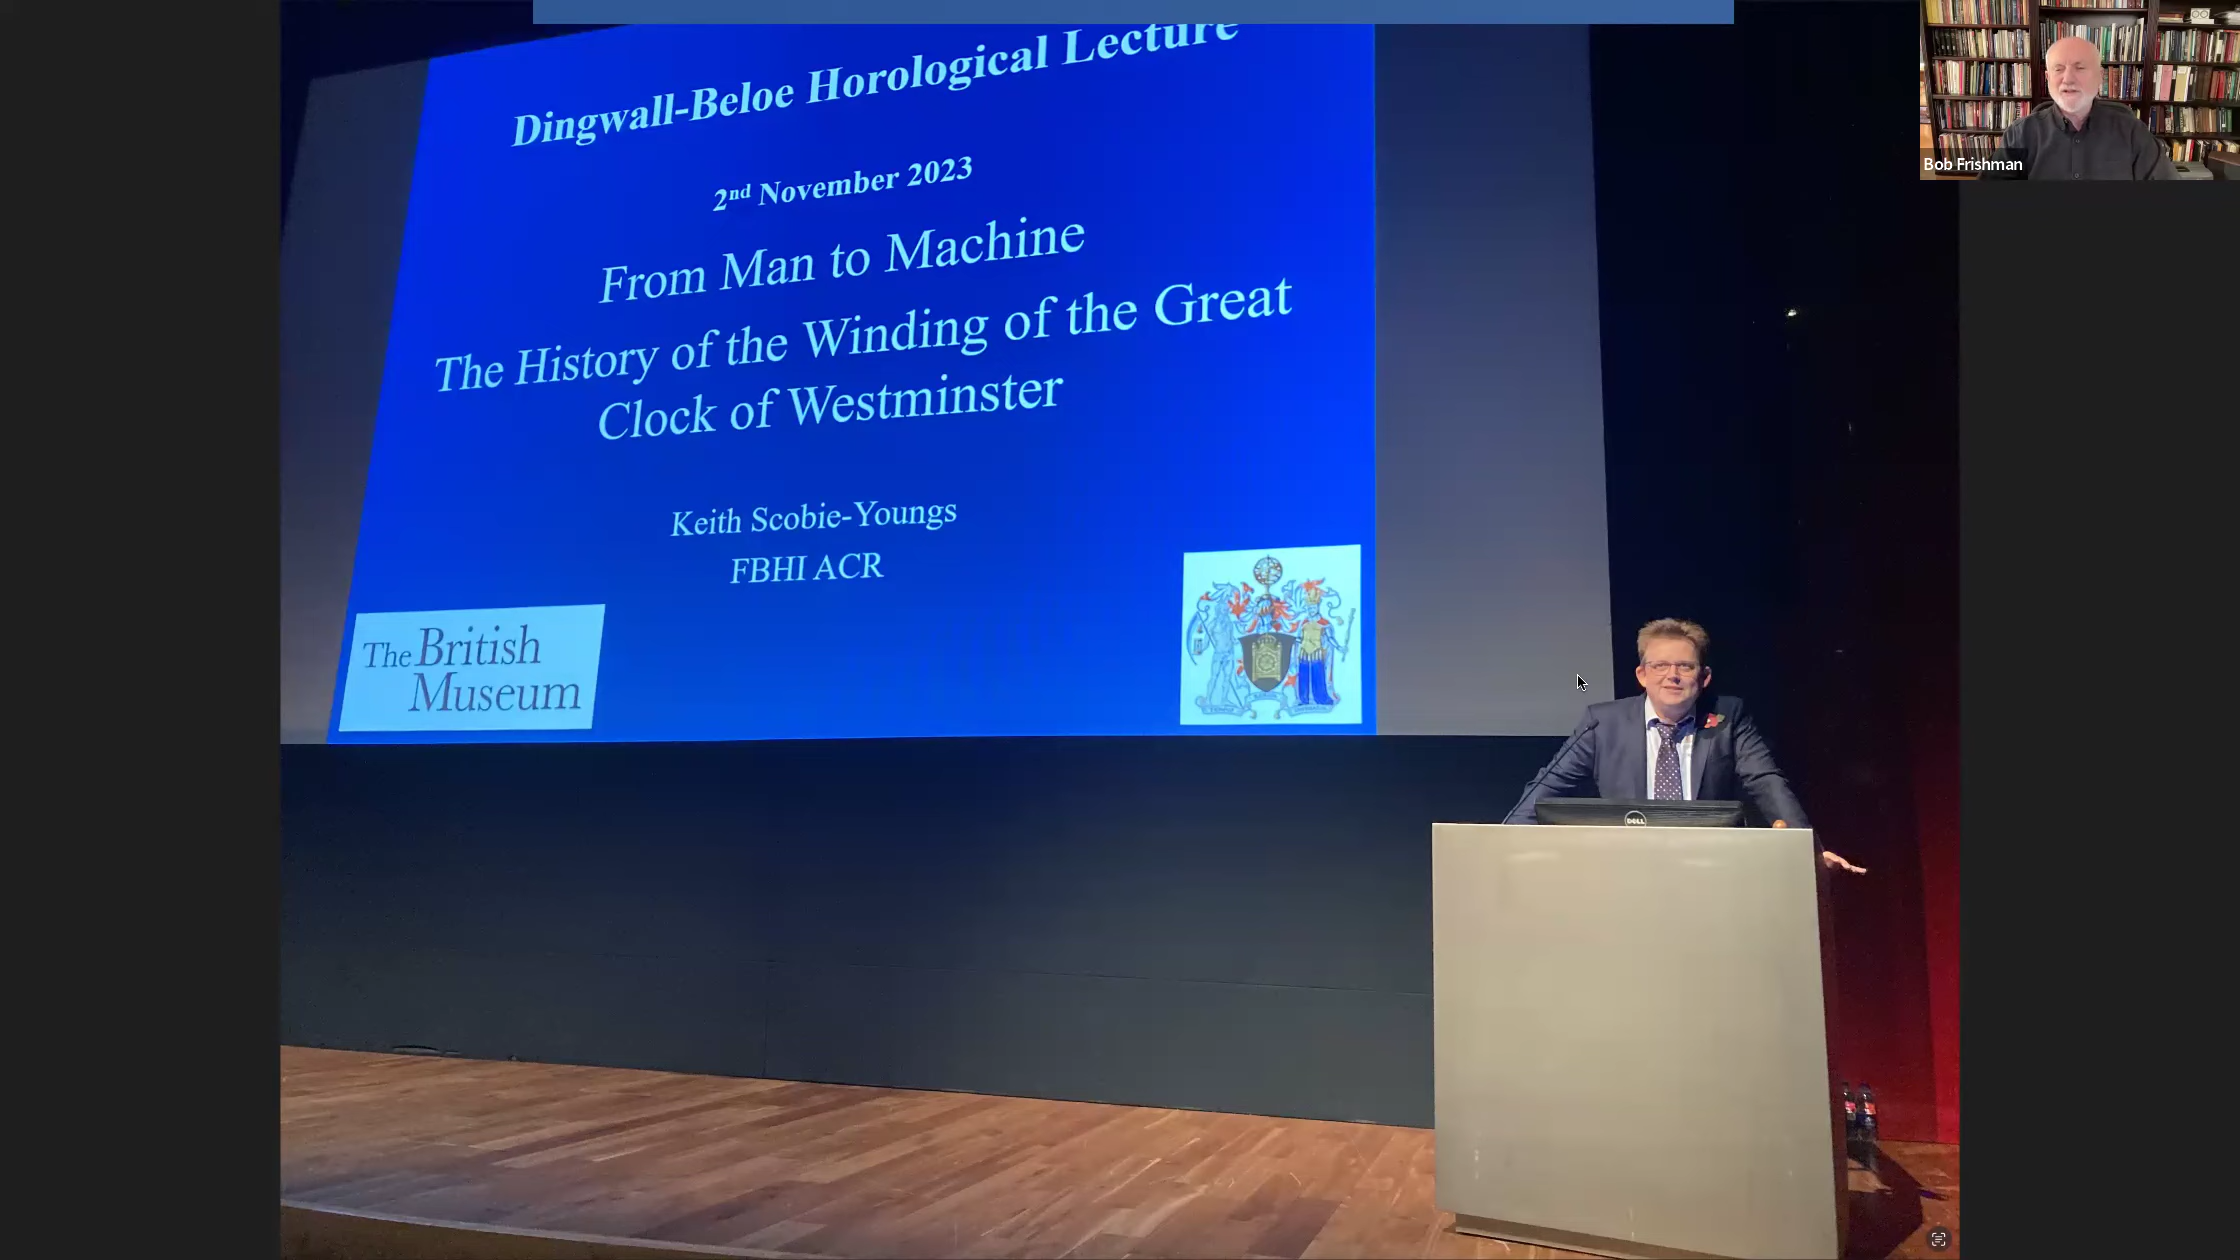 Dingwall-Beloe Horological Lecture
2nd November 2023
From Man to Machine
The History of the Winding of the Great
Clock of Westminster
Keith Scobie-Youngs
FBHI ACR
The British
Museum
DELL
Bob Frishman